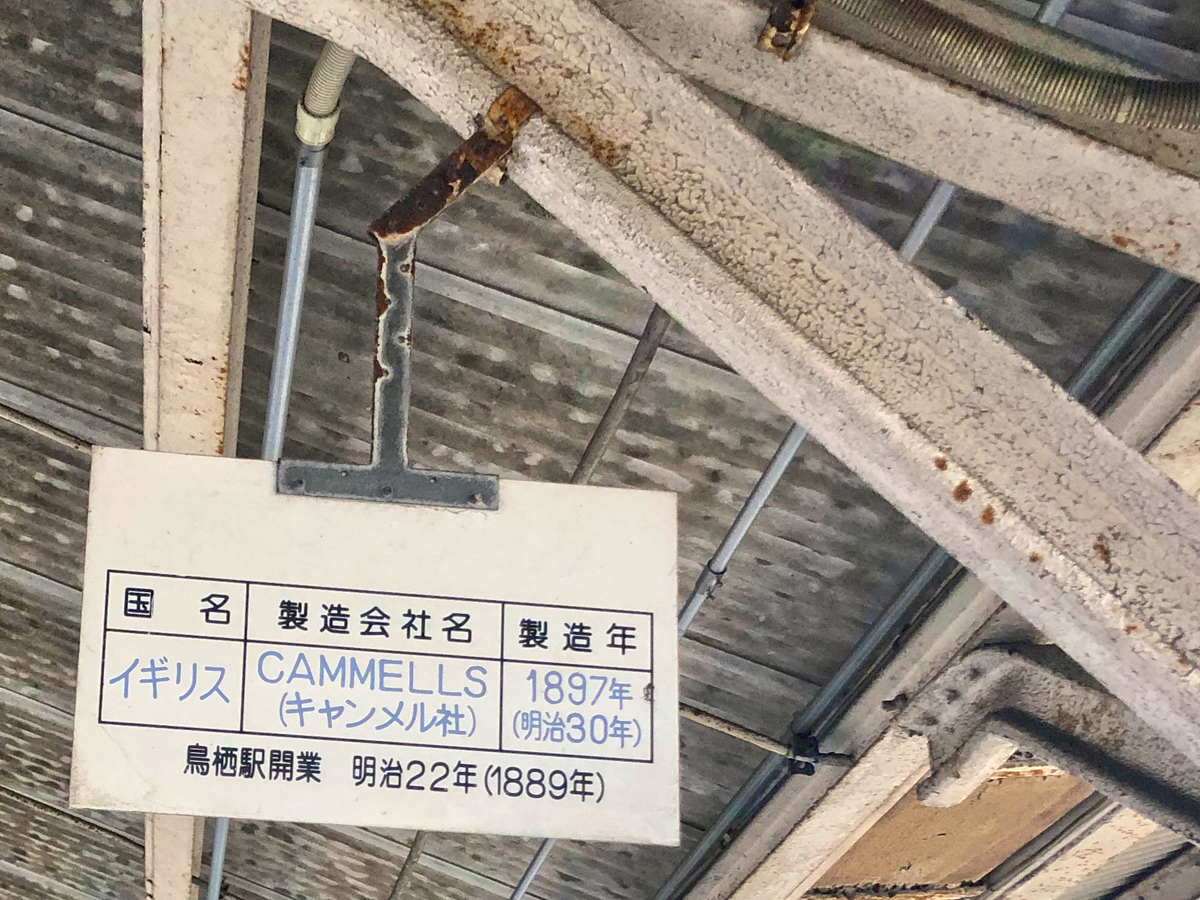 国名 製造会社名 製造年
イギリス CAMMELLS 1897年
(キャンメル社) (明治30年)
鳥栖駅開業 明治22年(1889年)